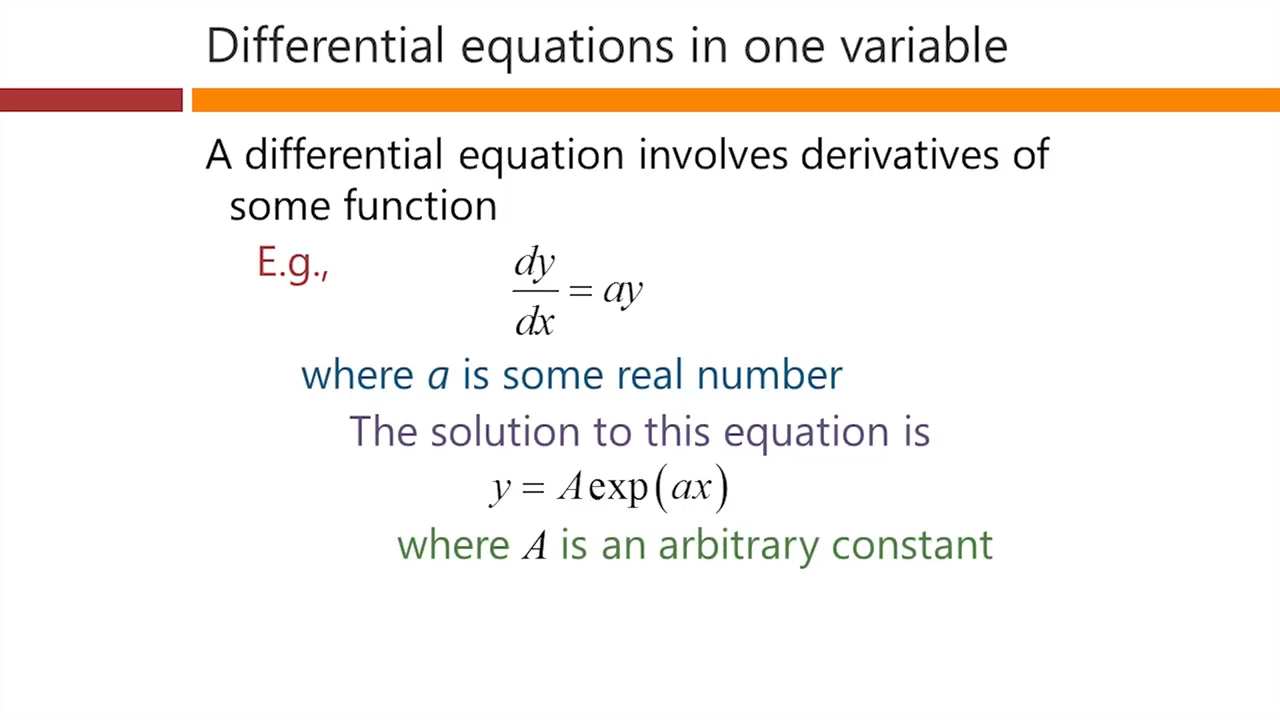 Differential equations in one variable
A differential equation involves derivatives of
some function
E.g.,
dy/dx = ay
where a is some real number
The solution to this equation is
y = A exp(ax)
where A is an arbitrary constant